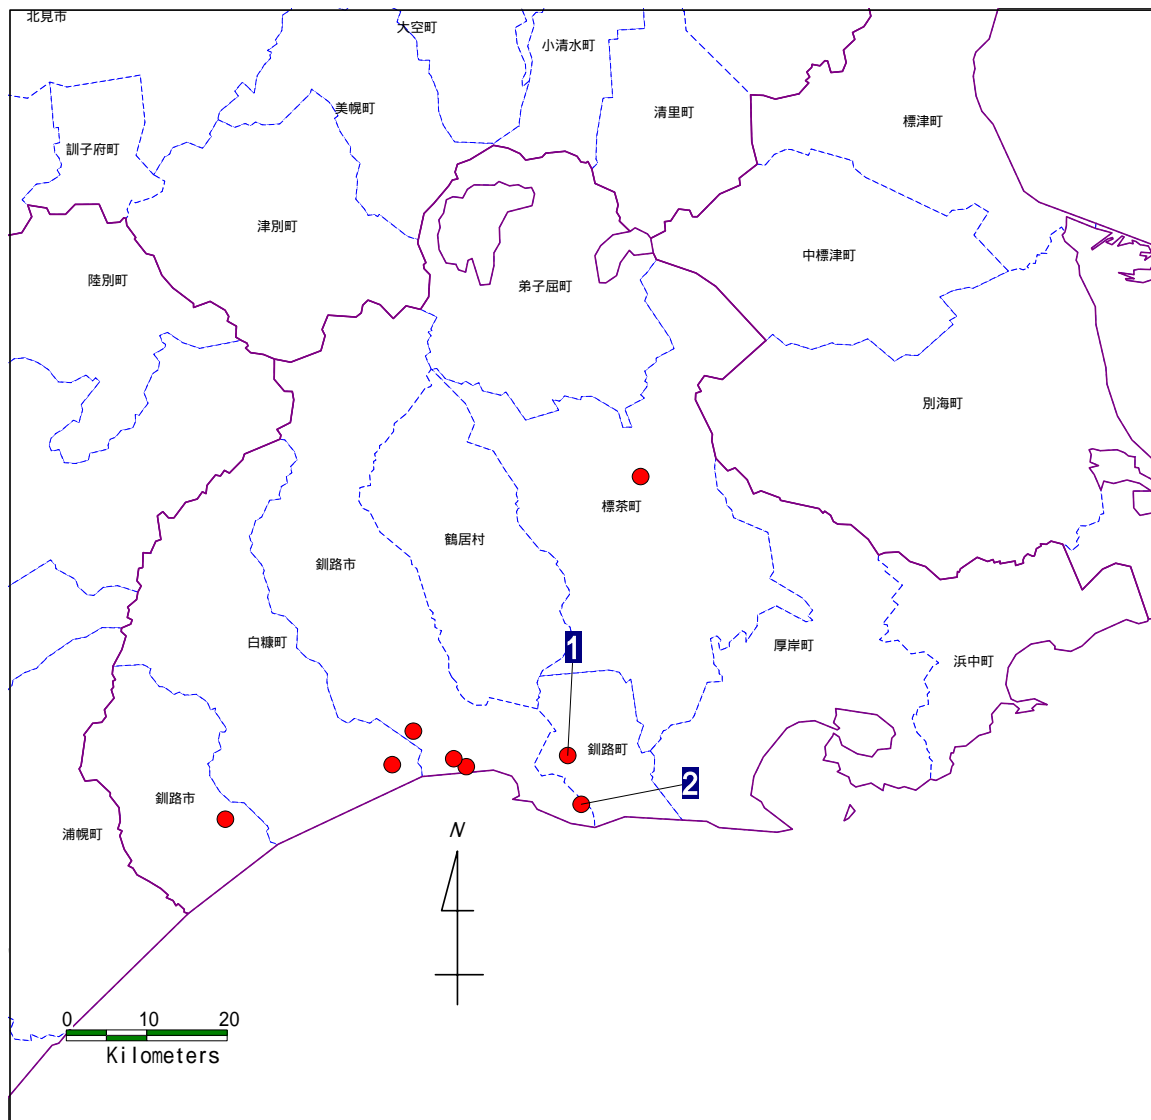 北見市
大空町
小清水町
美幌町
清里町
標津町
訓子府町
津別町
中標津町
陸別町
弟子屈町
別海町
標茶町
鶴居村
釧路市
白糠町
1
厚岸町
浜中町
釧路町
2
釧路市
浦幌町
N
0 10 20
Kilometers